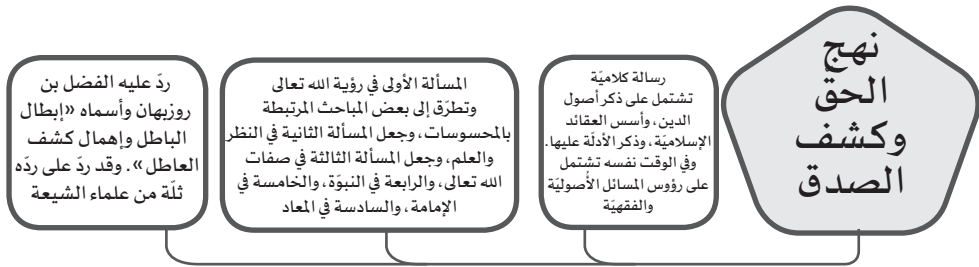 نهج
الحقّ
وكشف
الصدق
رسالة كلاميّة
تشتمل على ذكر أصول
الدين، وأسس العقائد
الإسلاميّة، وذكر الأدلّة عليها.
وفي الوقت نفسه تشتمل
على رؤوس المسائل الأُصوليّة
والفقهيّة
المسألة الأولى في رؤية الله تعالى
وتطرّق إلى بعض المباحث المرتبطة
بالمحسوسات، وجعل المسألة الثانية في النظر
والعلم، وجعل المسألة الثالثة في صفات
الله تعالى، والرابعة في النبوّة، والخامسة في
الإمامة، والسادسة في المعاد
ردّ عليه الفضل بن
روزبهان وأسماه «إبطال
الباطل وإهمال كشف
العاطل». وقد ردّ على ردّه
ثلّة من علماء الشيعة